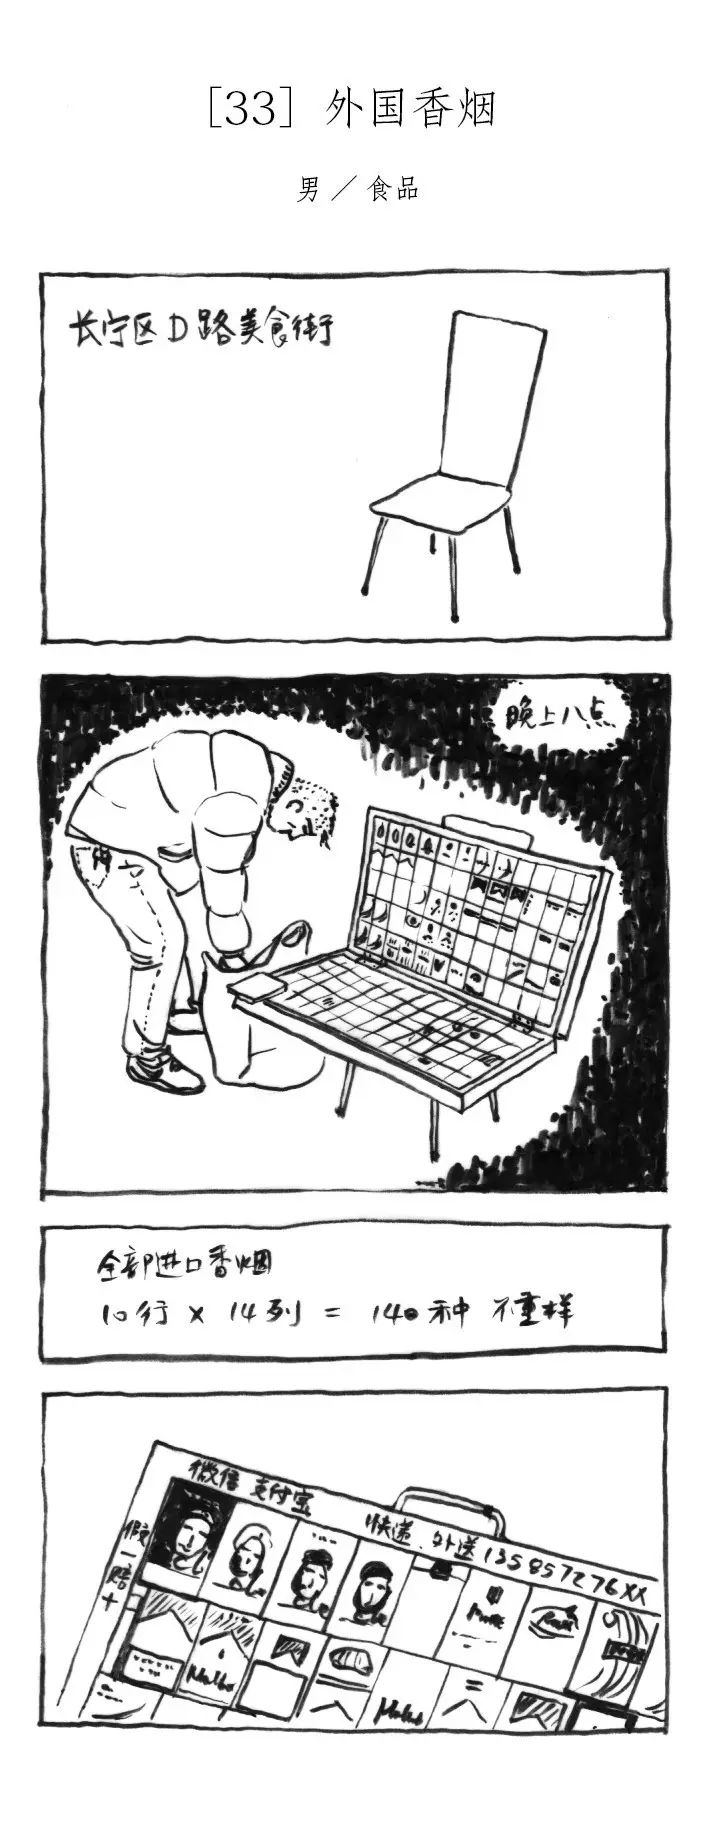 [33] 外国香烟
男／食品
长宁区D路美食街
晚上八点
全部进口香烟
10行 x 14列 = 140种 不重样
微信 支付宝
快递、外送 135857276XX
假一赔十
More